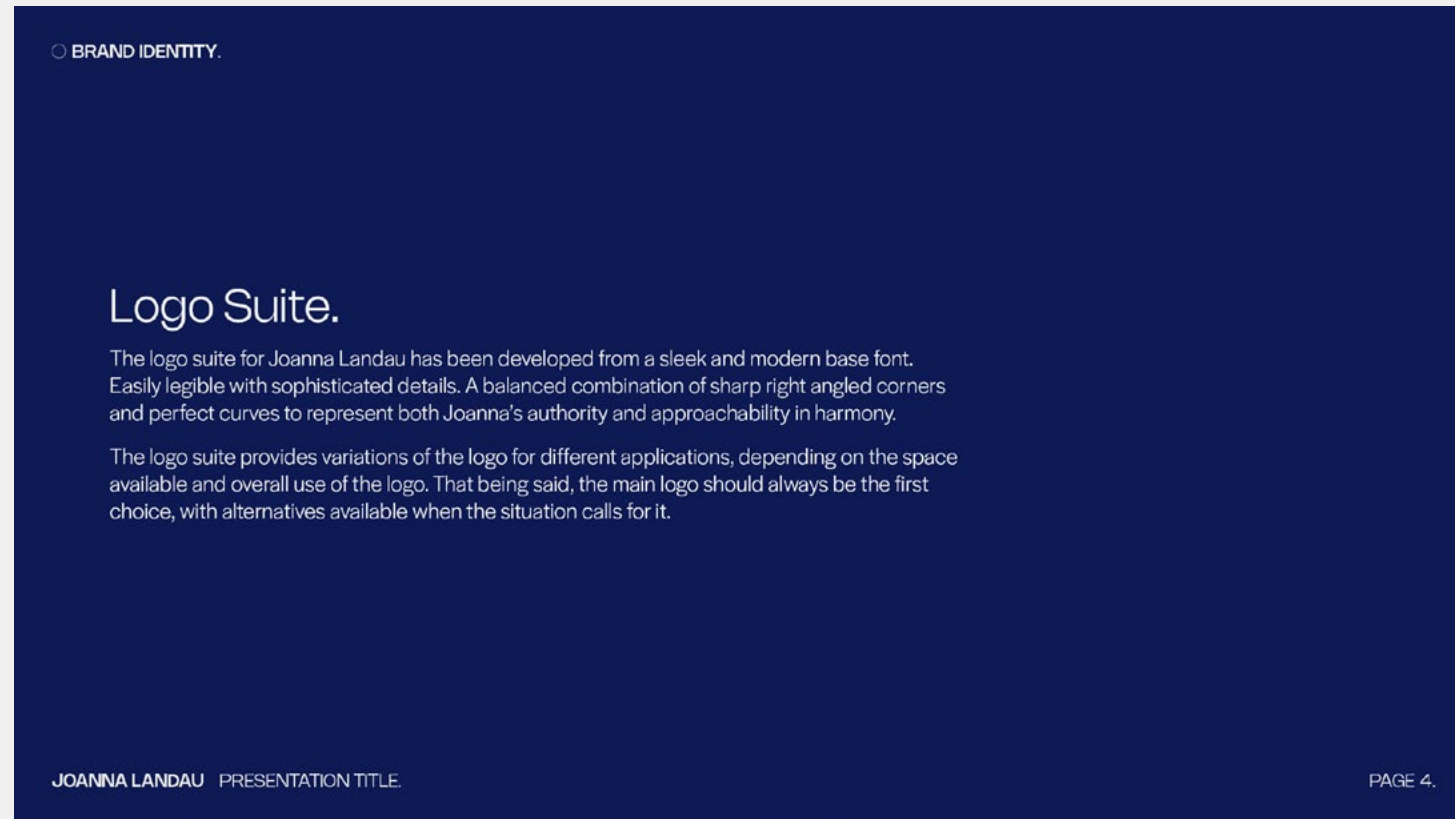 BRAND IDENTITY.
Logo Suite.
The logo suite for Joanna Landau has been developed from a sleek and modern base font.
Easily legible with sophisticated details. A balanced combination of sharp right angled corners
and perfect curves to represent both Joanna’s authority and approachability in harmony.
The logo suite provides variations of the logo for different applications, depending on the space
available and overall use of the logo. That being said, the main logo should always be the first
choice, with alternatives available when the situation calls for it.
JOANNA LANDAU PRESENTATION TITLE.
PAGE 4.